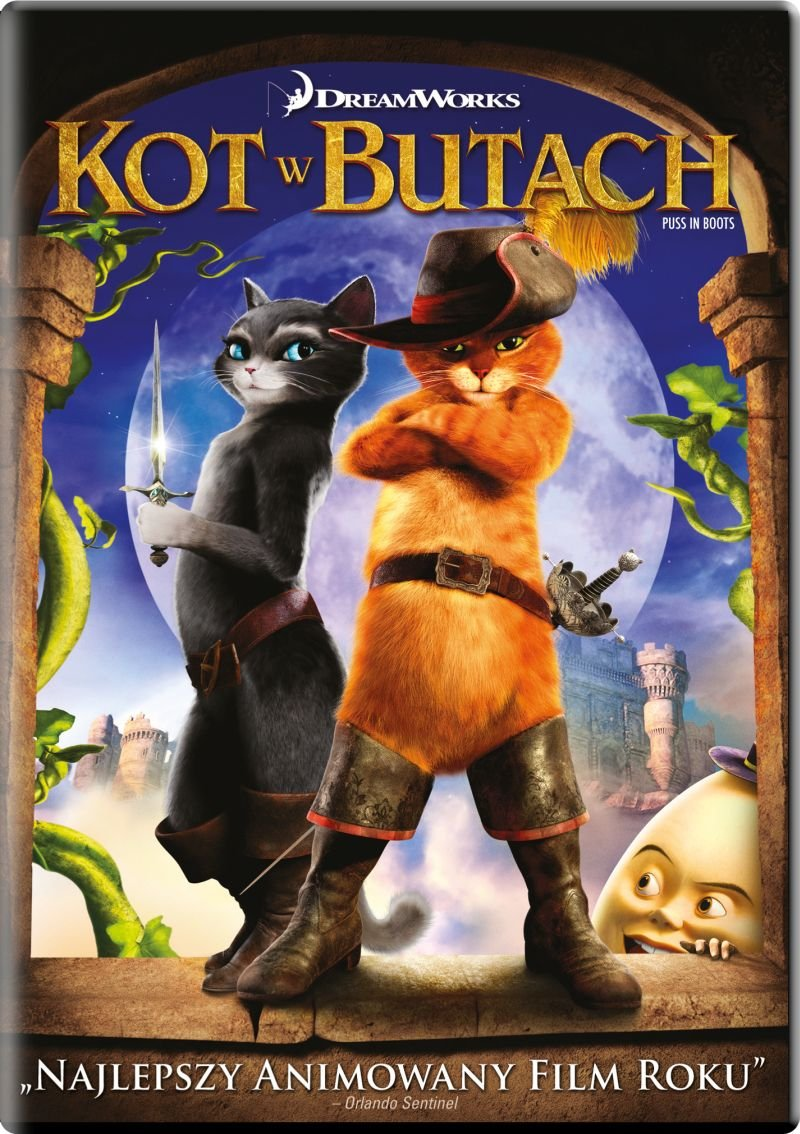 DREAMWORKS
KOT W BUTACH
PUSS IN BOOTS
„NAJLEPSZY ANIMOWANY FILM ROKU”
– Orlando Sentinel